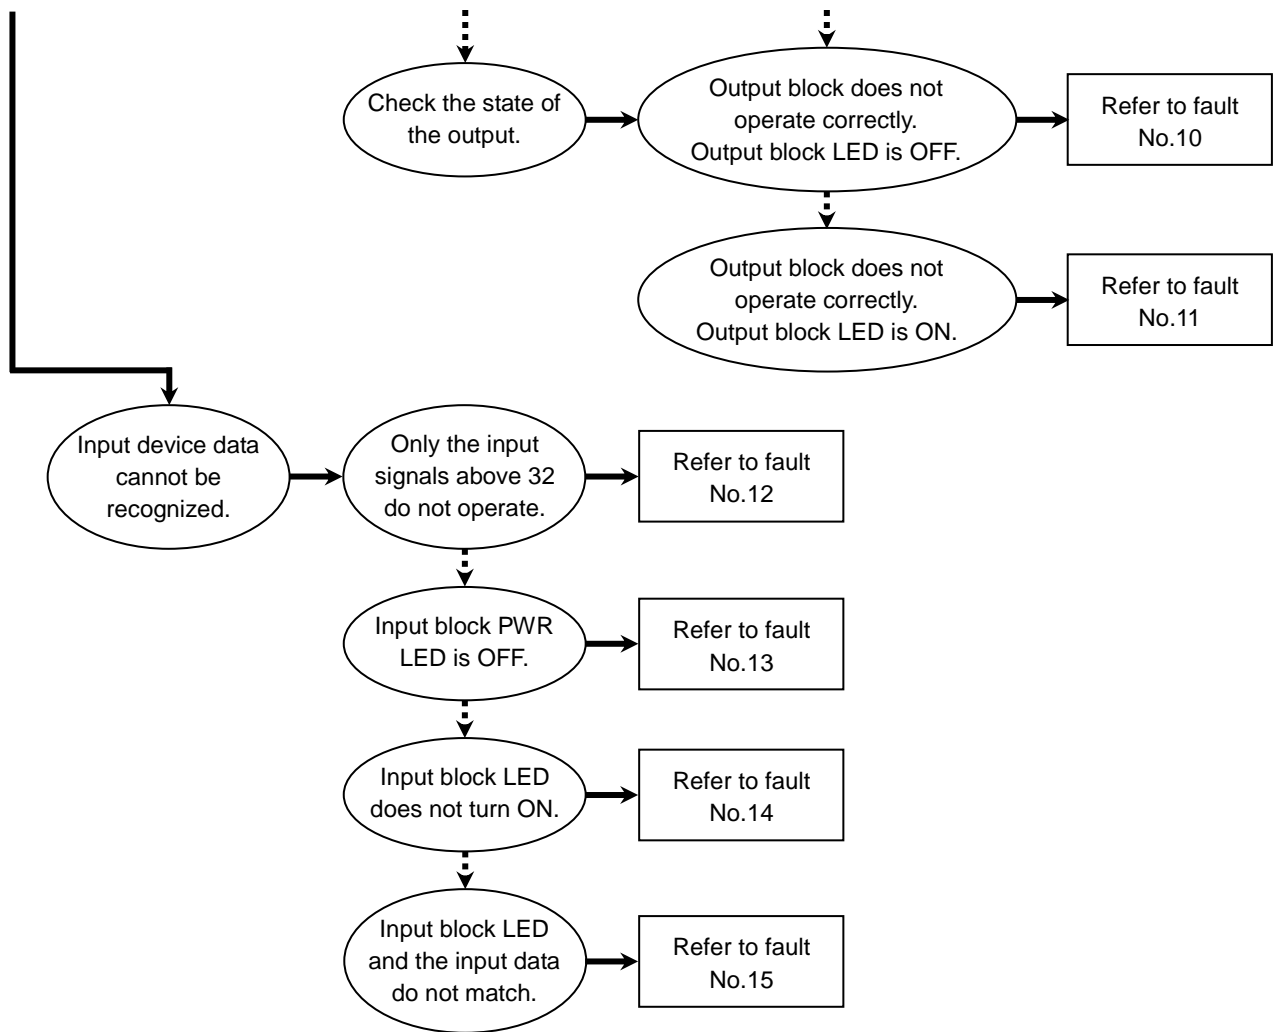 Check the state of
the output.
Output block does not
operate correctly.
Output block LED is OFF.
Refer to fault
No.10
Output block does not
operate correctly.
Output block LED is ON.
Refer to fault
No.11
Input device data
cannot be
recognized.
Only the input
signals above 32
do not operate.
Refer to fault
No.12
Input block PWR
LED is OFF.
Refer to fault
No.13
Input block LED
does not turn ON.
Refer to fault
No.14
Input block LED
and the input data
do not match.
Refer to fault
No.15